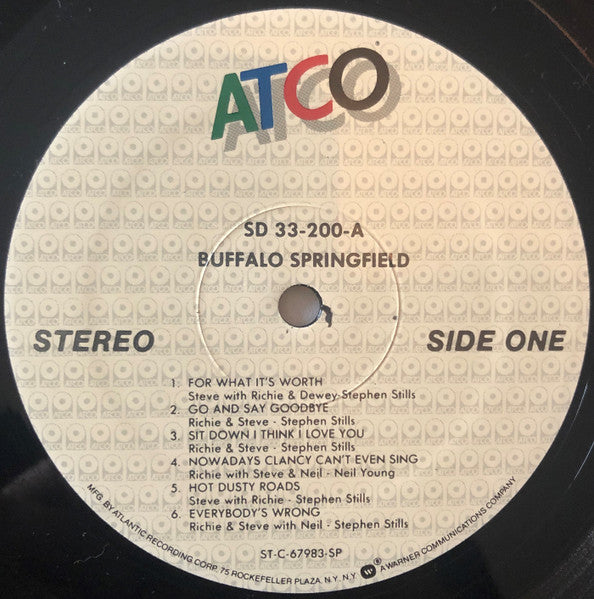 ATCO
SD 33-200-A
BUFFALO SPRINGFIELD
STEREO
SIDE ONE
1. FOR WHAT IT'S WORTH
Steve with Richie & Dewey-Stephen Stills
2. GO AND SAY GOODBYE
Richie & Steve - Stephen Stills
3. SIT DOWN I THINK I LOVE YOU
Richie & Steve - Stephen Stills
4. NOWADAYS CLANCY CAN'T EVEN SING
Richie with Steve & Neil - Neil Young
5. HOT DUSTY ROADS
Steve with Richie - Stephen Stills
6. EVERYBODY'S WRONG
Richie & Steve with Neil - Stephen Stills
ST-C-67983-SP
MFG. BY ATLANTIC RECORDING CORP. 75 ROCKEFELLER PLAZA, N.Y. N.Y. ® A WARNER COMMUNICATIONS COMPANY